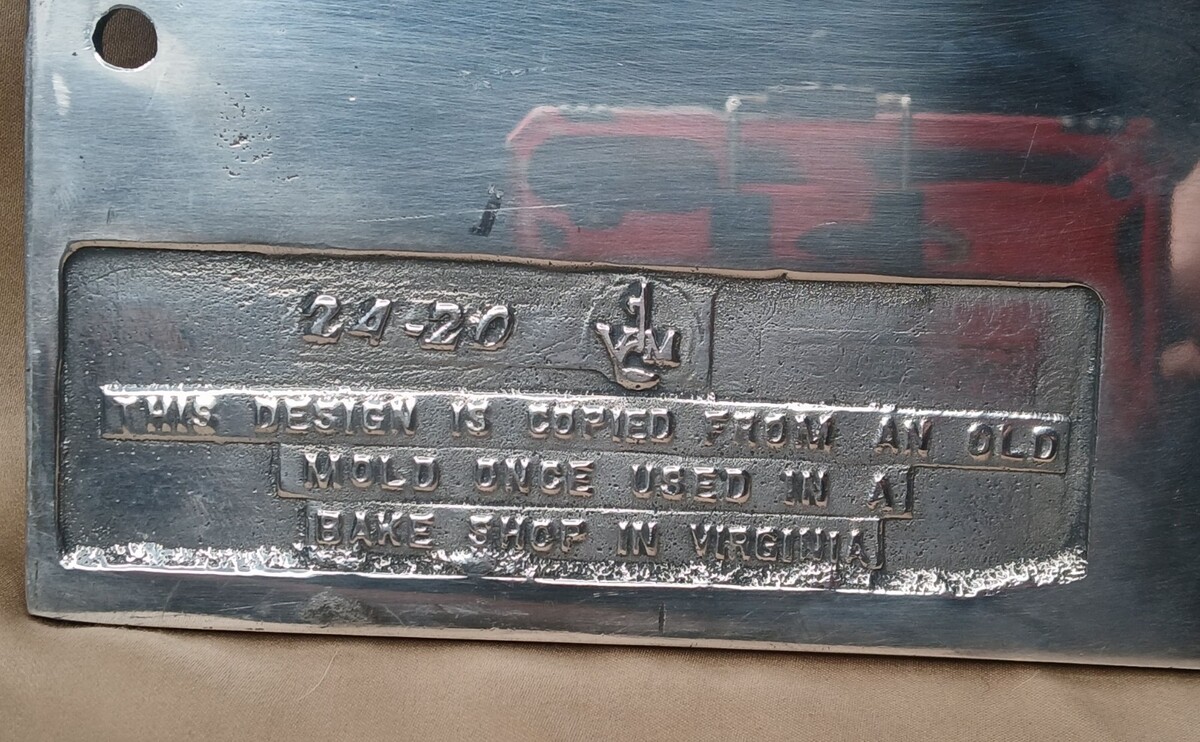 24-20
THIS DESIGN IS COPIED FROM AN OLD
MOLD ONCE USED IN A
BAKE SHOP IN VIRGINIA